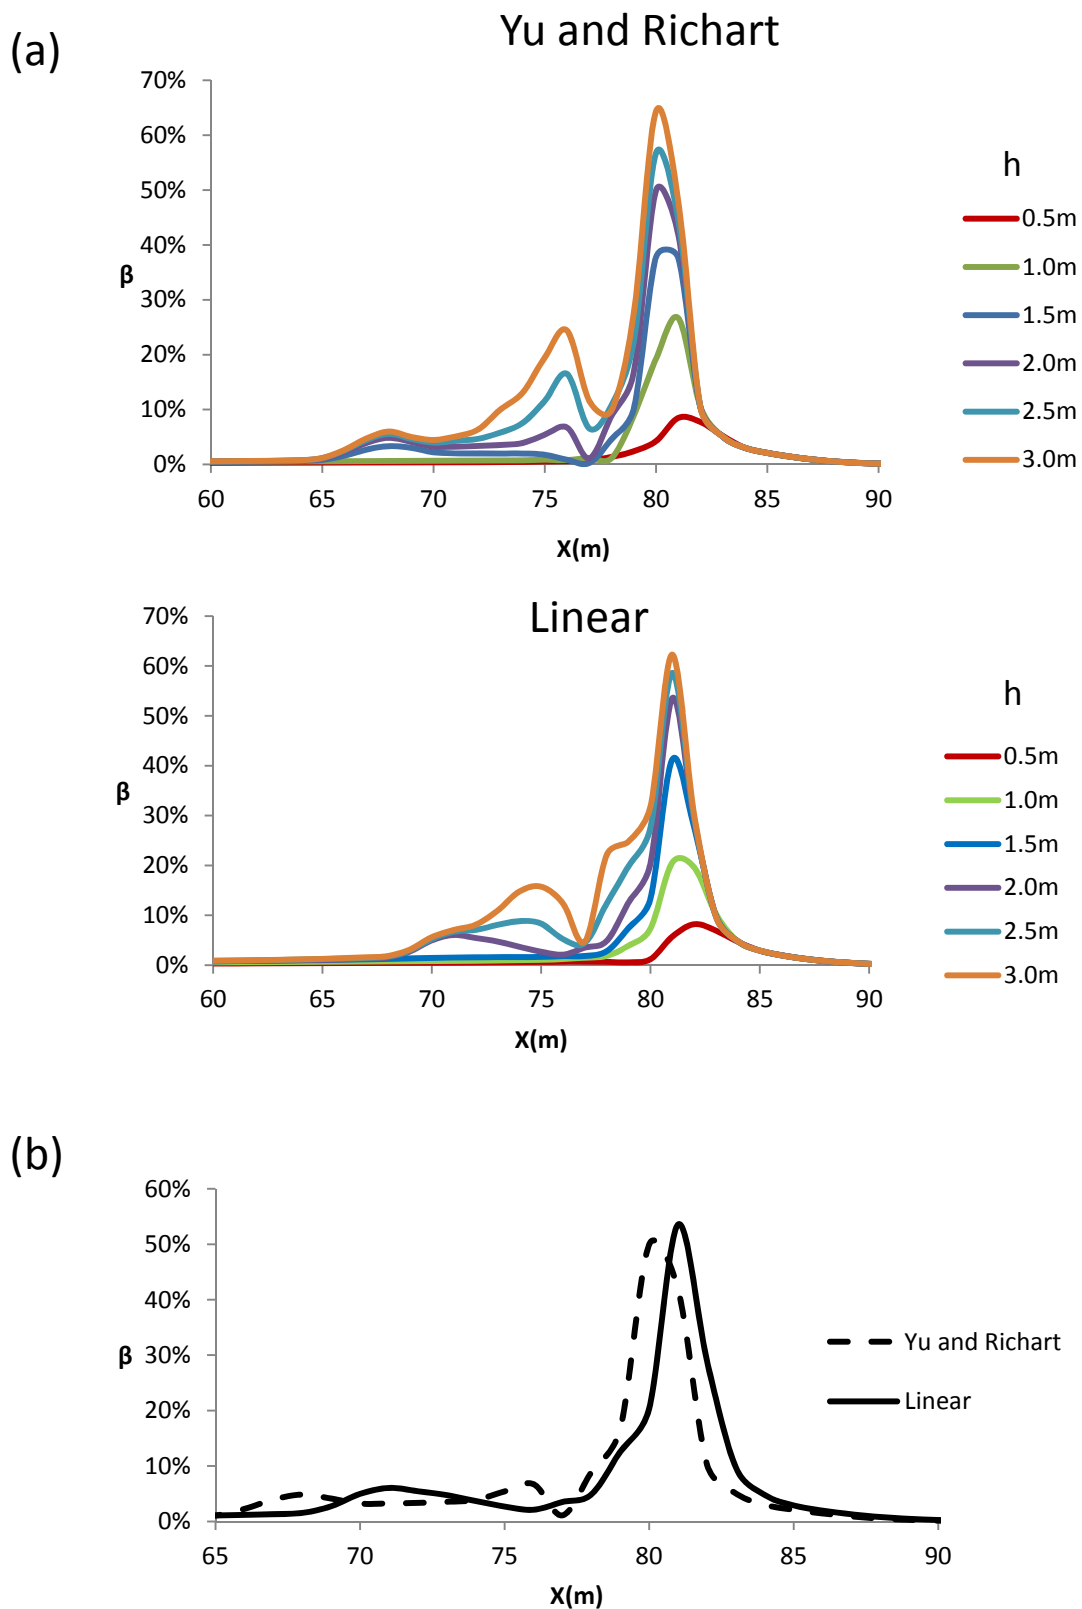 (a)
Yu and Richart
70%
60%
50%
40%
30%
20%
10%
0%
β
60 65 70 75 80 85 90
X(m)
h
0.5m
1.0m
1.5m
2.0m
2.5m
3.0m
Linear
70%
60%
50%
40%
30%
20%
10%
0%
β
60 65 70 75 80 85 90
X(m)
h
0.5m
1.0m
1.5m
2.0m
2.5m
3.0m
(b)
60%
50%
40%
30%
20%
10%
0%
β
65 70 75 80 85 90
X(m)
Yu and Richart
Linear